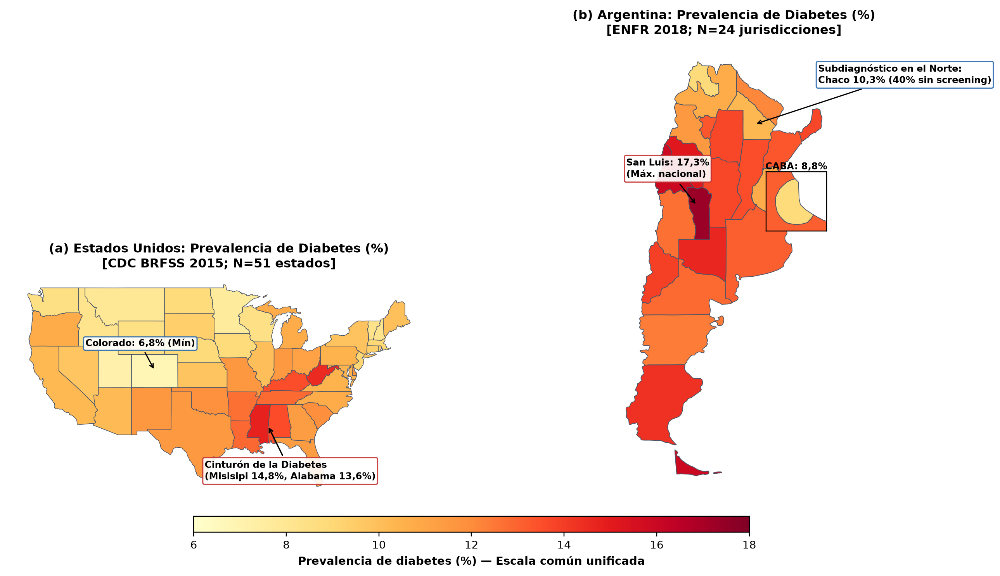 (b) Argentina: Prevalencia de Diabetes (%)
[ENFR 2018; N=24 jurisdicciones]
Subdiagnóstico en el Norte:
Chaco 10,3% (40% sin screening)
San Luis: 17,3%
(Máx. nacional)
CABA: 8,8%
(a) Estados Unidos: Prevalencia de Diabetes (%)
[CDC BRFSS 2015; N=51 estados]
Colorado: 6,8% (Mín)
Cinturón de la Diabetes
(Misisipi 14,8%, Alabama 13,6%)
6 8 10 12 14 16 18
Prevalencia de diabetes (%) — Escala común unificada